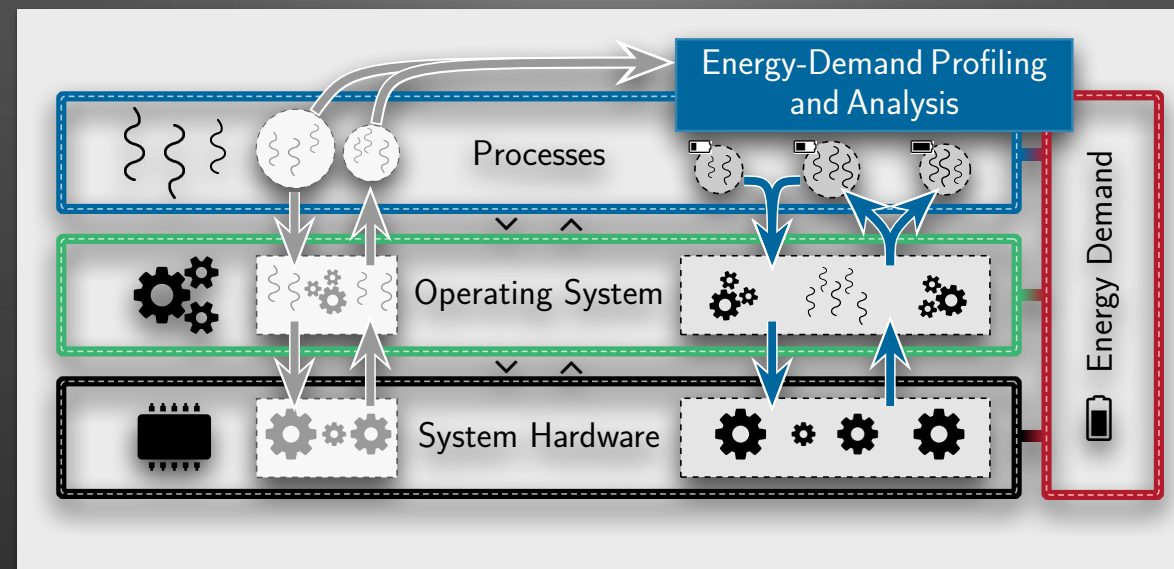 Energy-Demand Profiling
and Analysis
Processes
Operating System
System Hardware
Energy Demand